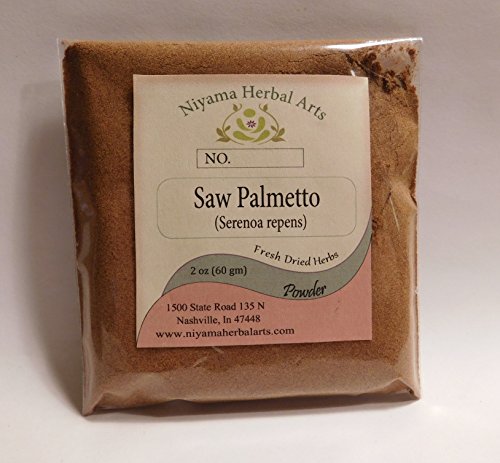 Niyama Herbal Arts
NO.
Saw Palmetto
(Serenoa repens)
Fresh Dried Herbs
2 oz (60 gm)
Powder
1500 State Road 135 N
Nashville, In 47448
www.niyamaherbalarts.com